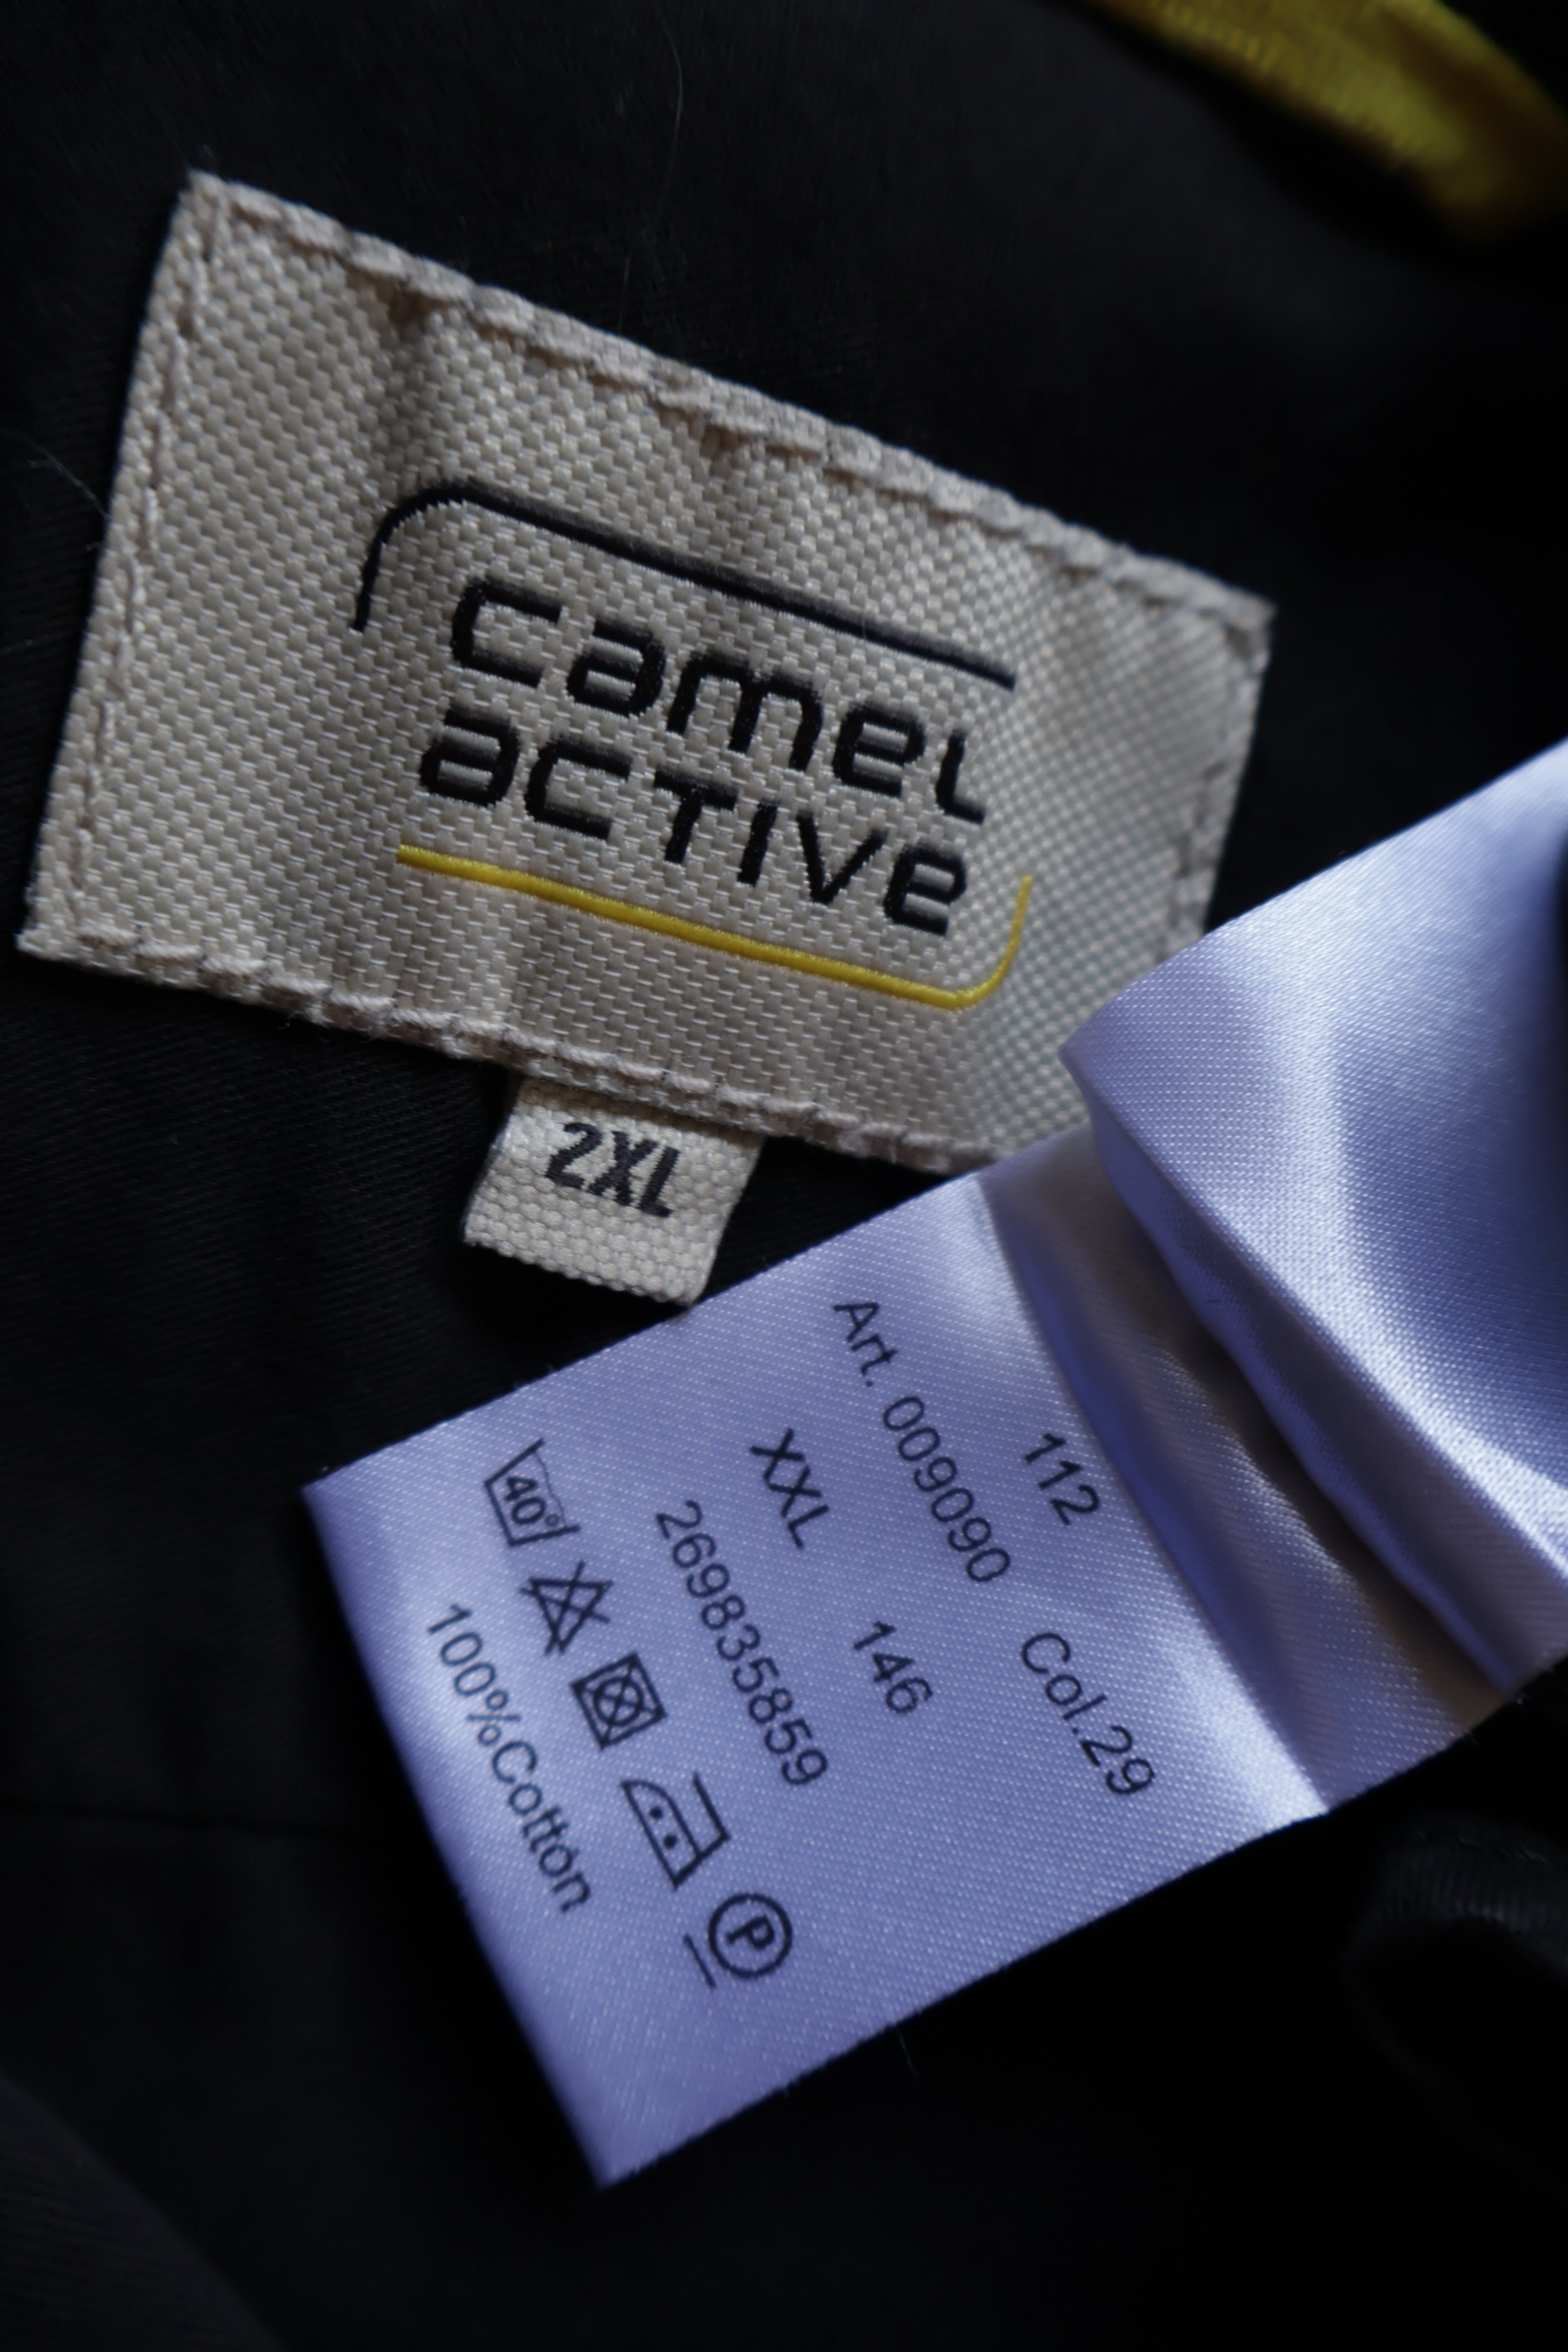 camel
active
2XL
112
Art. 009090 Col.29
XXL 146
269835859
40°
P
100%Cotton